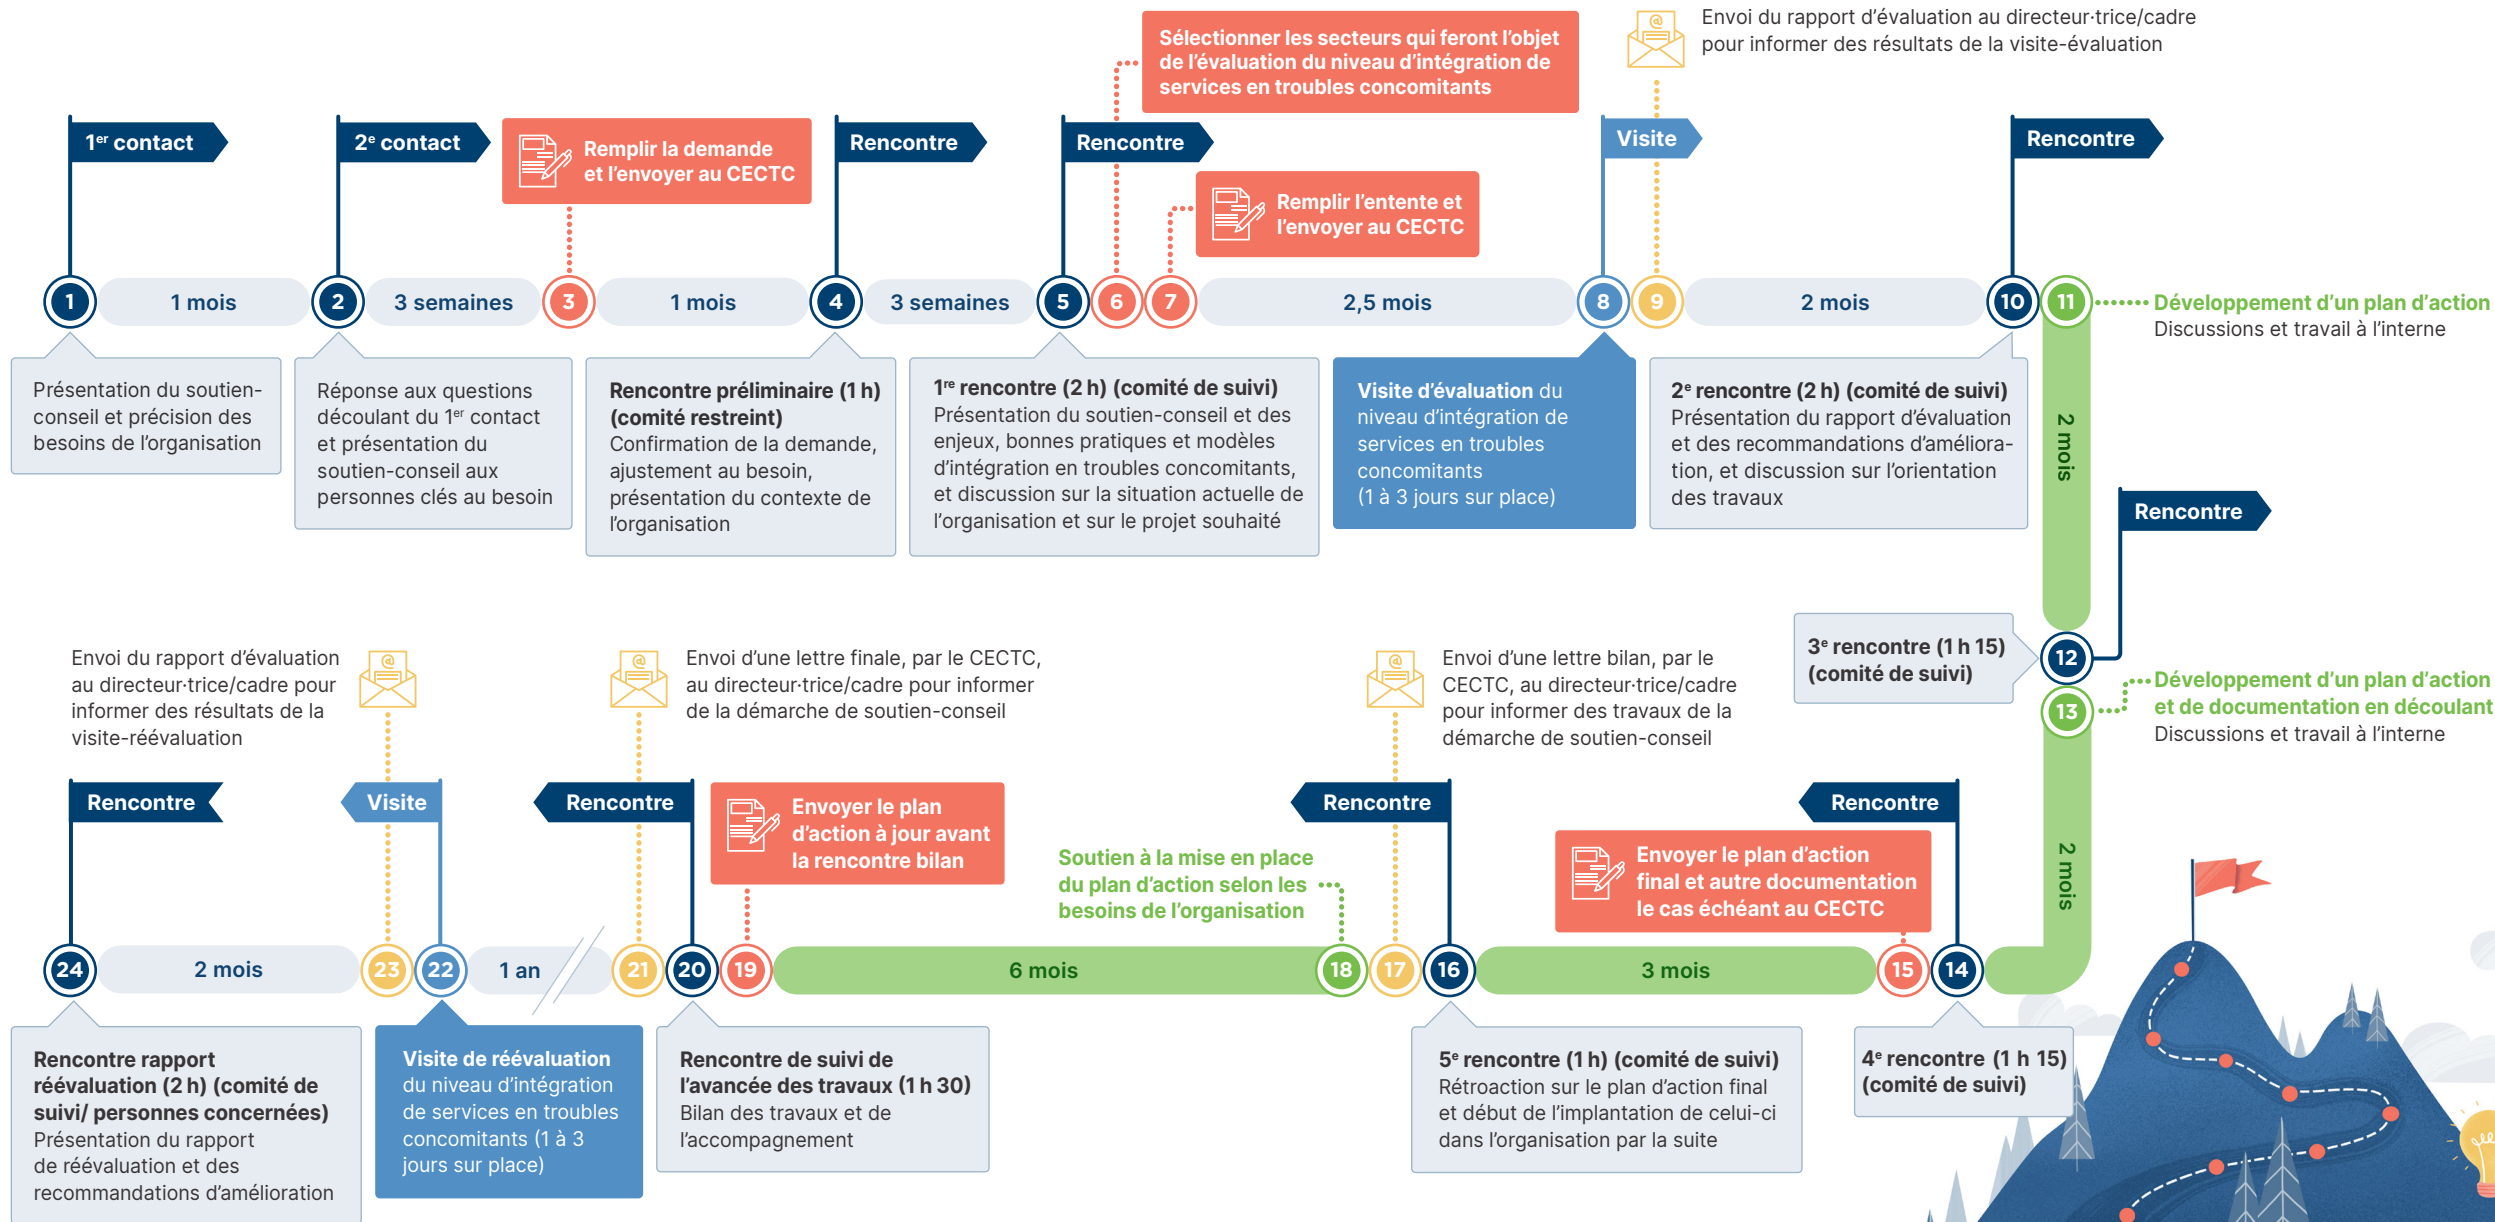 1er contact
1
1 mois
Présentation du soutien-
conseil et précision des
besoins de l'organisation
2e contact
2
3 semaines
Réponse aux questions
découlant du 1er contact
et présentation du
soutien-conseil aux
personnes clés au besoin
Remplir la demande
et l'envoyer au CECTC
3
1 mois
Rencontre
4
3 semaines
Rencontre préliminaire (1 h)
(comité restreint)
Confirmation de la demande,
ajustement au besoin,
présentation du contexte de
l'organisation
Rencontre
5
1re rencontre (2 h) (comité de suivi)
Présentation du soutien-conseil et des
enjeux, bonnes pratiques et modèles
d'intégration en troubles concomitants,
et discussion sur la situation actuelle de
l'organisation et sur le projet souhaité
Sélectionner les secteurs qui feront l'objet
de l'évaluation du niveau d'intégration de
services en troubles concomitants
6
Remplir l'entente et
l'envoyer au CECTC
7
2,5 mois
Visite
8
Visite d'évaluation du
niveau d'intégration de
services en troubles
concomitants
(1 à 3 jours sur place)
Envoi du rapport d'évaluation au directeur·trice/cadre
pour informer des résultats de la visite-évaluation
@
9
2 mois
Rencontre
10
2e rencontre (2 h) (comité de suivi)
Présentation du rapport d'évaluation
et des recommandations d'améliora-
tion, et discussion sur l'orientation
des travaux
11
Développement d'un plan d'action
Discussions et travail à l'interne
2 mois
Rencontre
12
3e rencontre (1 h 15)
(comité de suivi)
13
Développement d'un plan d'action
et de documentation en découlant
Discussions et travail à l'interne
2 mois
Rencontre
14
4e rencontre (1 h 15)
(comité de suivi)
Envoyer le plan d'action
final et autre documentation
le cas échéant au CECTC
15
3 mois
Rencontre
16
5e rencontre (1 h) (comité de suivi)
Rétroaction sur le plan d'action final
et début de l'implantation de celui-ci
dans l'organisation par la suite
@
Envoi d'une lettre bilan, par le
CECTC, au directeur·trice/cadre
pour informer des travaux de la
démarche de soutien-conseil
17
Soutien à la mise en place
du plan d'action selon les
besoins de l'organisation
18
6 mois
Envoyer le plan
d'action à jour avant
la rencontre bilan
19
Rencontre
20
Rencontre de suivi de
l'avancée des travaux (1 h 30)
Bilan des travaux et de
l'accompagnement
@
Envoi d'une lettre finale, par le CECTC,
au directeur·trice/cadre pour informer
de la démarche de soutien-conseil
21
1 an
Visite
22
Visite de réévaluation
du niveau d'intégration
de services en troubles
concomitants (1 à 3
jours sur place)
Envoi du rapport d'évaluation
au directeur·trice/cadre pour
informer des résultats de la
visite-réévaluation
@
23
2 mois
Rencontre
24
Rencontre rapport
réévaluation (2 h) (comité de
suivi/ personnes concernées)
Présentation du rapport
de réévaluation et des
recommandations d'amélioration